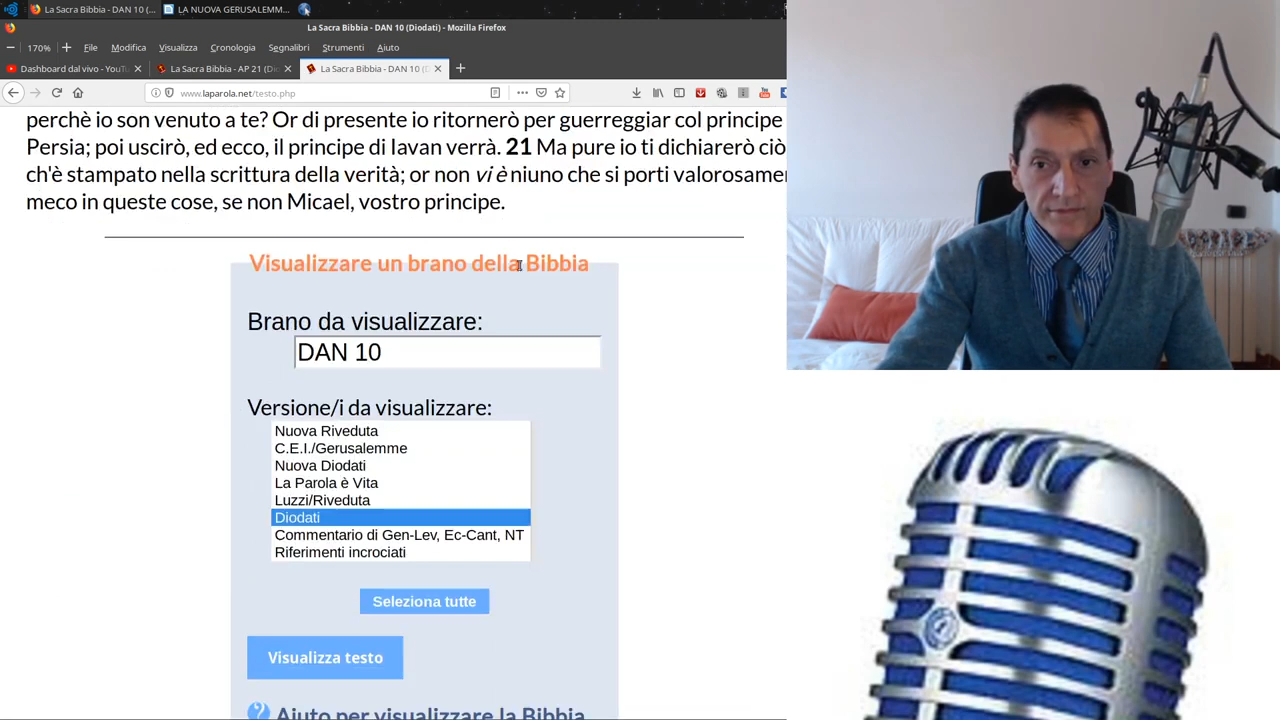 La Sacra Bibbia - DAN 10 (...
LA NUOVA GERUSALEMM...
La Sacra Bibbia - DAN 10 (Diodati) - Mozilla Firefox
170%
File
Modifica
Visualizza
Cronologia
Segnalibri
Strumenti
Aiuto
Dashboard dal vivo - YouTu
La Sacra Bibbia - AP 21 (Di
La Sacra Bibbia - DAN 10 (D
www.laparola.net/testo.php
perchè io son venuto a te? Or di presente io ritornerò per guerreggiar col principe
Persia; poi uscirò, ed ecco, il principe di Iavan verrà. 21 Ma pure io ti dichiarerò ciò
ch'è stampato nella scrittura della verità; or non vi è niuno che si porti valorosame
meco in queste cose, se non Micael, vostro principe.
Visualizzare un brano della Bibbia
Brano da visualizzare:
DAN 10
Versione/i da visualizzare:
Nuova Riveduta
C.E.I./Gerusalemme
Nuova Diodati
La Parola è Vita
Luzzi/Riveduta
Diodati
Commentario di Gen-Lev, Ec-Cant, NT
Riferimenti incrociati
Seleziona tutte
Visualizza testo
Aiuto per visualizzare la Bibbia